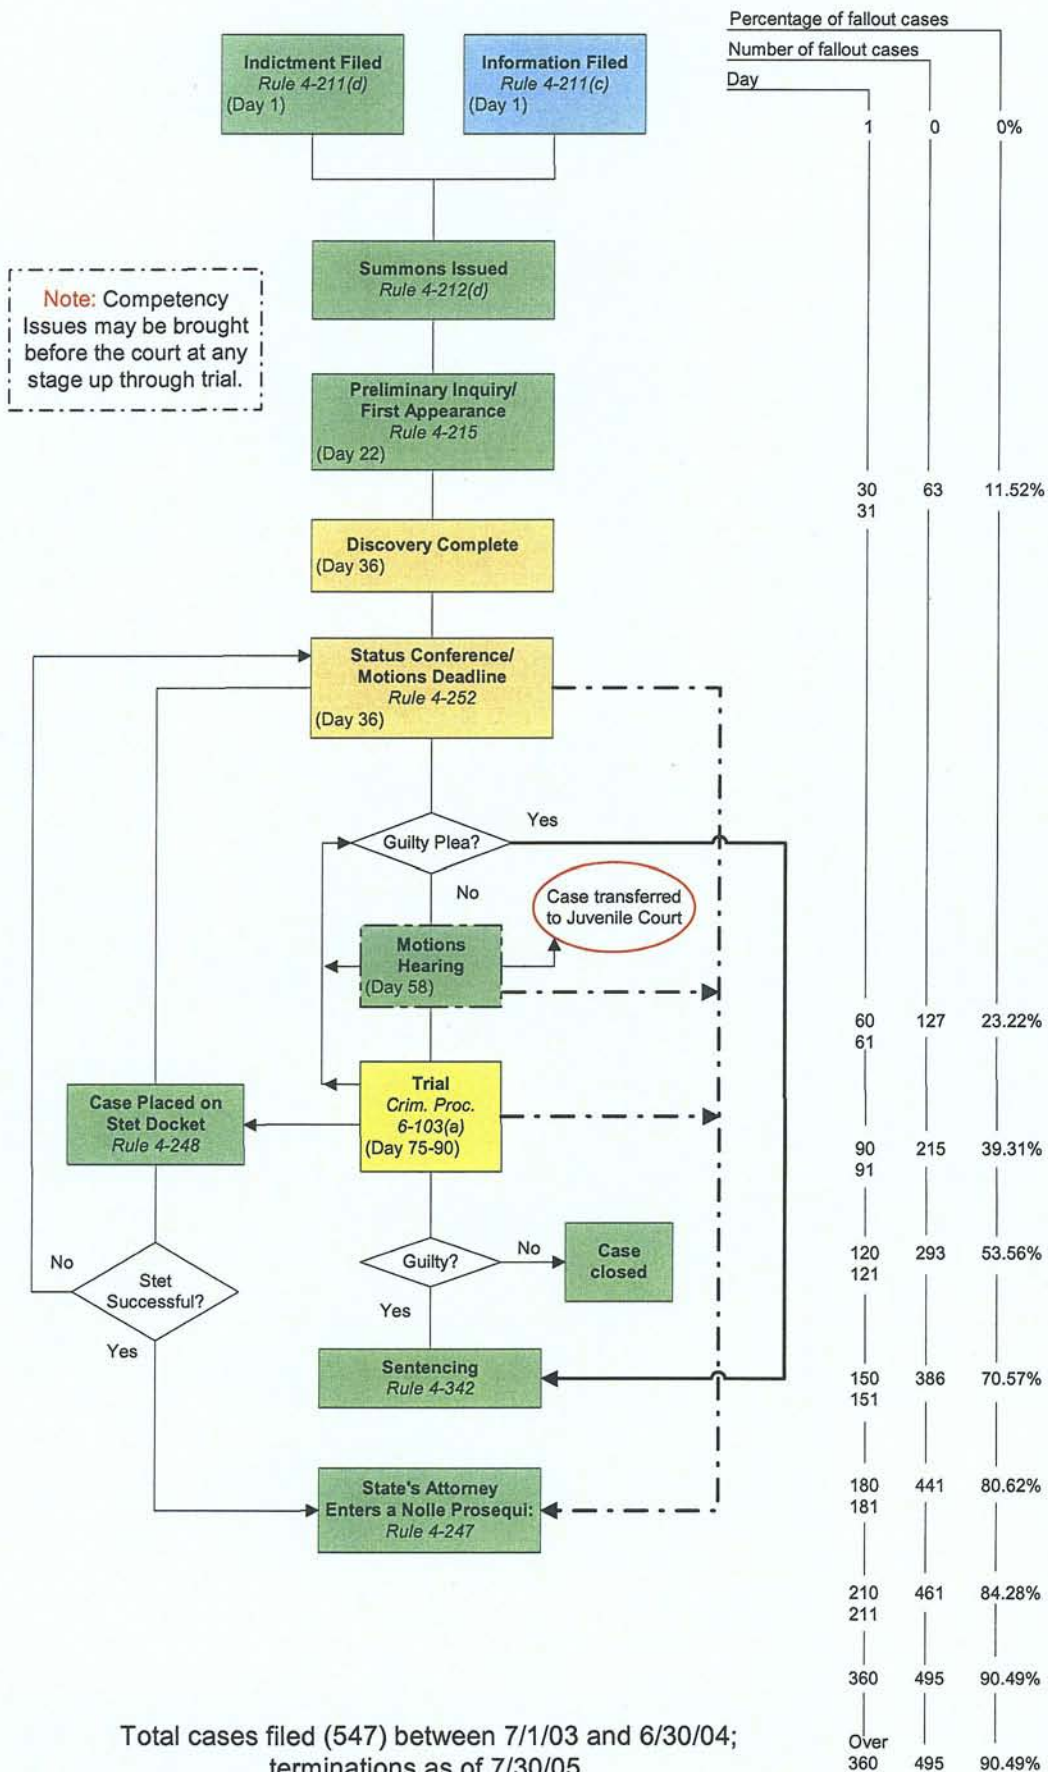 Percentage of fallout cases
Number of fallout cases
Day
1 0 0%
Indictment Filed
Rule 4-211(d)
(Day 1)
Information Filed
Rule 4-211(c)
(Day 1)
Summons Issued
Rule 4-212(d)
Note: Competency
Issues may be brought
before the court at any
stage up through trial.
Preliminary Inquiry/
First Appearance
Rule 4-215
(Day 22)
30 63 11.52%
31
Discovery Complete
(Day 36)
Status Conference/
Motions Deadline
Rule 4-252
(Day 36)
Guilty Plea?
Yes
No
Case transferred
to Juvenile Court
Motions
Hearing
(Day 58)
60 127 23.22%
61
Trial
Crim. Proc.
6-103(a)
(Day 75-90)
Case Placed on
Stet Docket
Rule 4-248
90 215 39.31%
91
Guilty?
No
Case
closed
Yes
120 293 53.56%
121
No
Stet
Successful?
Yes
Sentencing
Rule 4-342
150 386 70.57%
151
State's Attorney
Enters a Nolle Prosequi:
Rule 4-247
180 441 80.62%
181
210 461 84.28%
211
360 495 90.49%
Over
360 495 90.49%
Total cases filed (547) between 7/1/03 and 6/30/04;
terminations as of 7/30/05